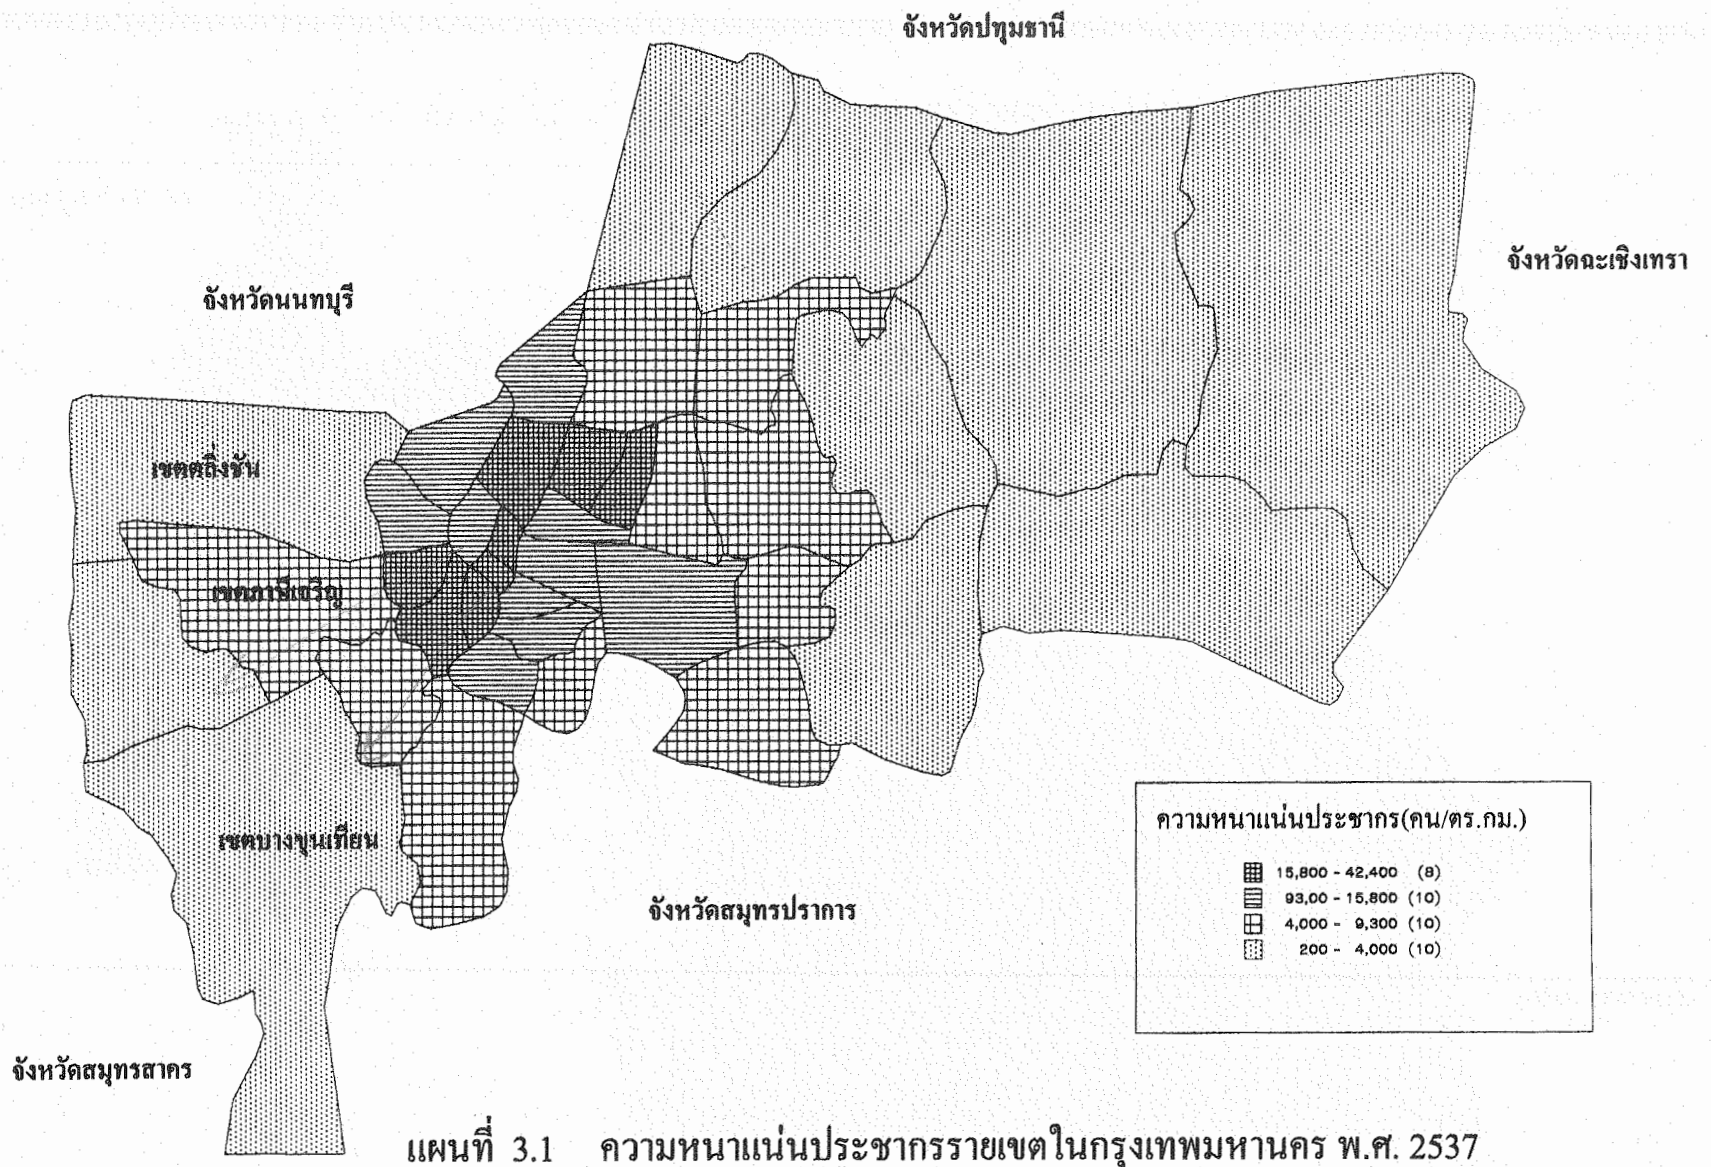 จังหวัดปทุมธานี
จังหวัดฉะเชิงเทรา
จังหวัดนนทบุรี
เขตตลิ่งชัน
เขตภาษีเจริญ
เขตบางขุนเทียน
จังหวัดสมุทรปราการ
ความหนาแน่นประชากร(คน/ตร.กม.)
15,800 - 42,400 (8)
93,00 - 15,800 (10)
4,000 - 9,300 (10)
200 - 4,000 (10)
จังหวัดสมุทรสาคร
แผนที่ 3.1 ความหนาแน่นประชากรรายเขตในกรุงเทพมหานคร พ.ศ. 2537